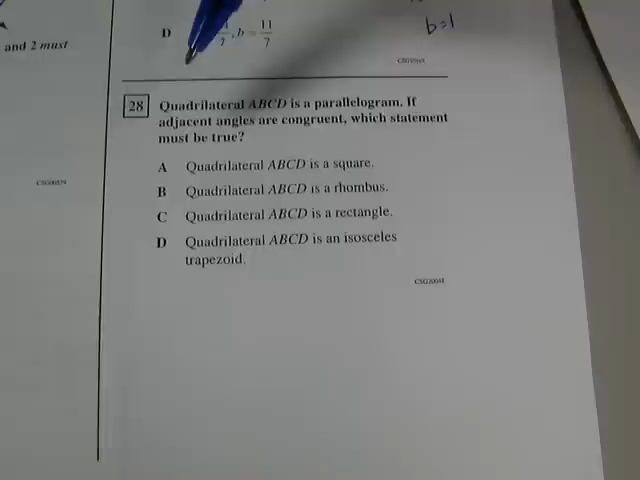 b=1
D , b = 11/7
and 2 must
28 Quadrilateral ABCD is a parallelogram. If
adjacent angles are congruent, which statement
must be true?
A Quadrilateral ABCD is a square.
B Quadrilateral ABCD is a rhombus.
C Quadrilateral ABCD is a rectangle.
D Quadrilateral ABCD is an isosceles
trapezoid.